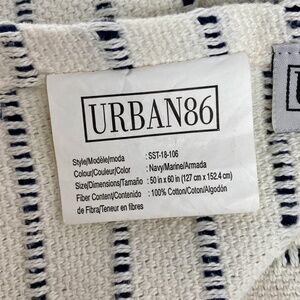 URBAN86
Style/Modèle/moda : SST-18-106
Colour/Couleur/Color : Navy/Marine/Armada
Size/Dimensions/Tamaño : 50 in x 60 in (127 cm x 152.4 cm)
Fiber Content/Contenido : 100% Cotton/Coton/Algodón
de Fibra/Teneur en fibres